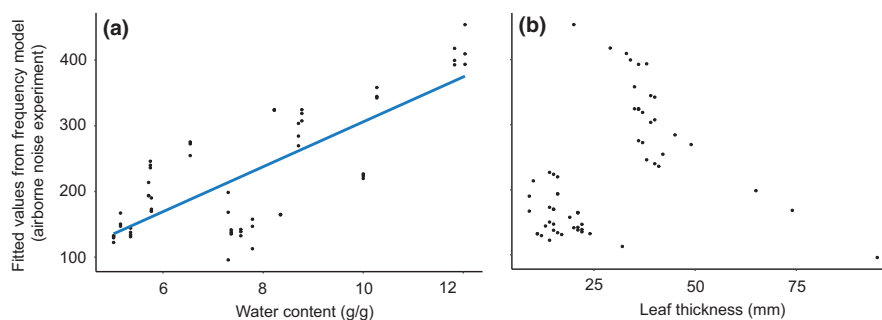 (a)
(b)
Fitted values from frequency model
(airborne noise experiment)
400
300
200
100
6
8
10
12
25
50
75
Water content (g/g)
Leaf thickness (mm)